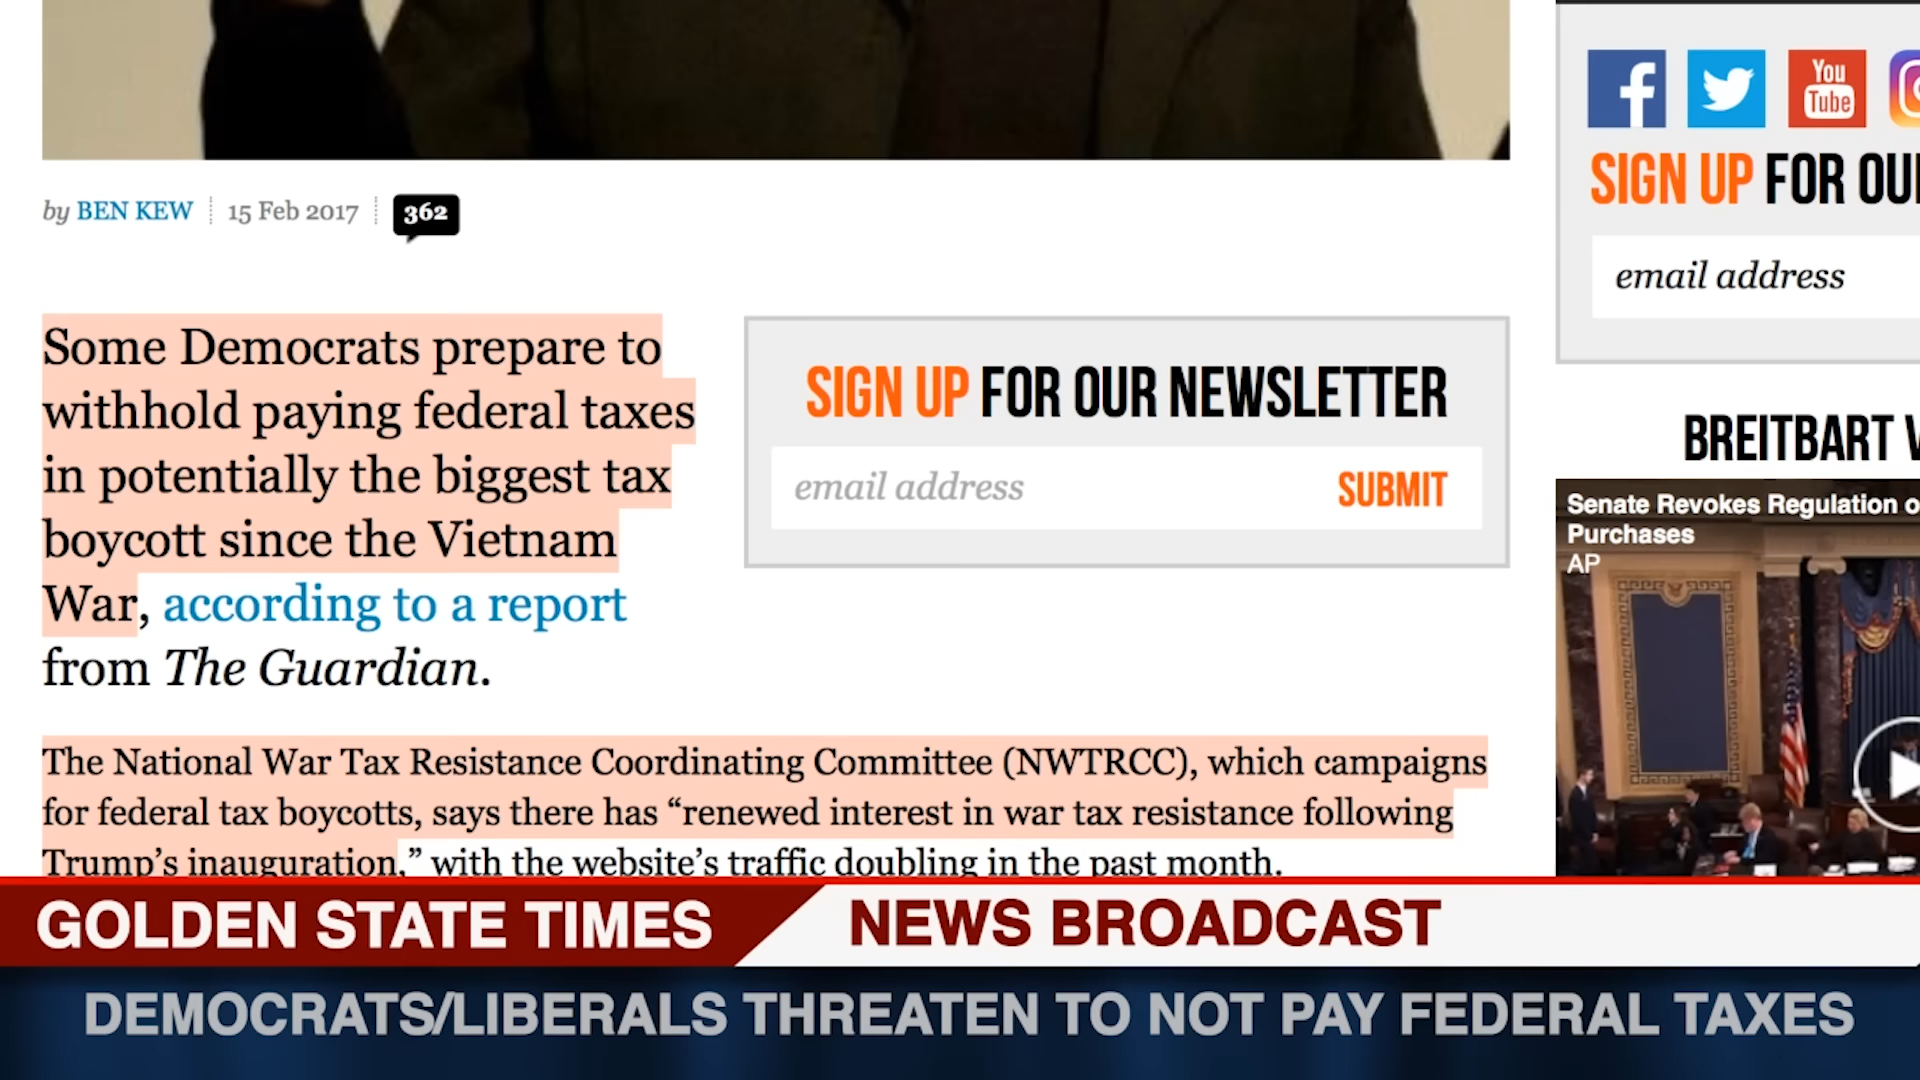 You
Tube
SIGN UP FOR OU
email address
by BEN KEW
15 Feb 2017
362
Some Democrats prepare to
withhold paying federal taxes
in potentially the biggest tax
boycott since the Vietnam
War, according to a report
from The Guardian.
SIGN UP FOR OUR NEWSLETTER
email address
SUBMIT
BREITBART V
Senate Revokes Regulation o
Purchases
AP
The National War Tax Resistance Coordinating Committee (NWTRCC), which campaigns
for federal tax boycotts, says there has “renewed interest in war tax resistance following
Trump’s inauguration,” with the website’s traffic doubling in the past month.
GOLDEN STATE TIMES
NEWS BROADCAST
DEMOCRATS/LIBERALS THREATEN TO NOT PAY FEDERAL TAXES